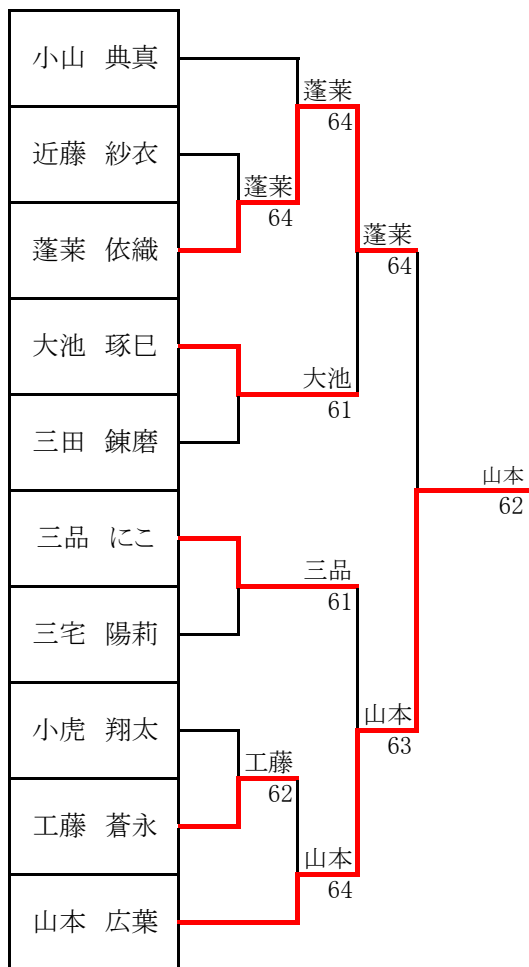 小山 典真
近藤 紗衣
蓬莱 依織
大池 琢巳
三田 錬磨
三品 にこ
三宅 陽莉
小虎 翔太
工藤 蒼永
山本 広葉
蓬莱
64
工藤
62
蓬莱
64
大池
61
三品
61
山本
64
蓬莱
64
山本
63
山本
62